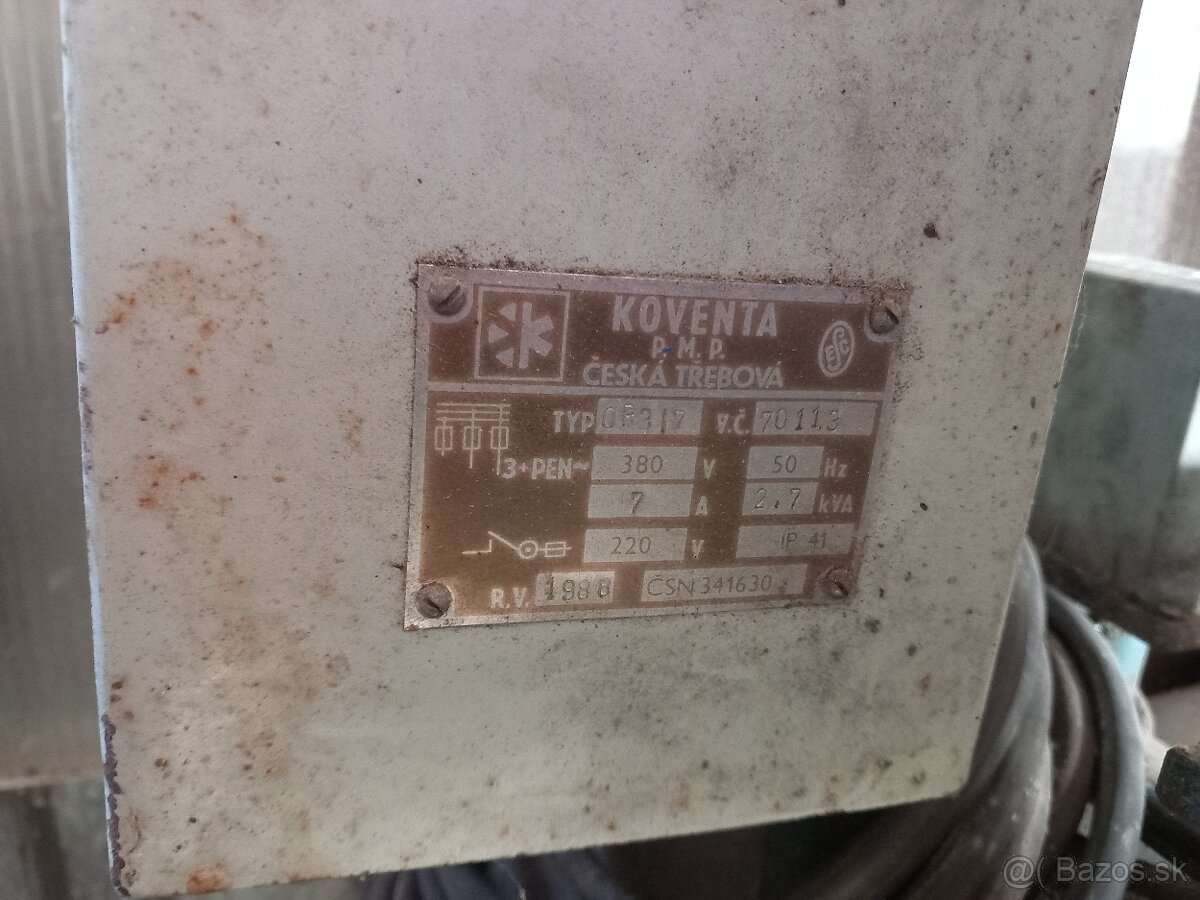 KOVENTA
P.M.P.
ČESKÁ TŘEBOVÁ
ESČ
TYP V.Č. 70113
3+PEN~ 380 V 50 Hz
7 A 2.7 kVA
220 V IP 41
R.V. 1988 ČSN 341630
@( Bazos.sk